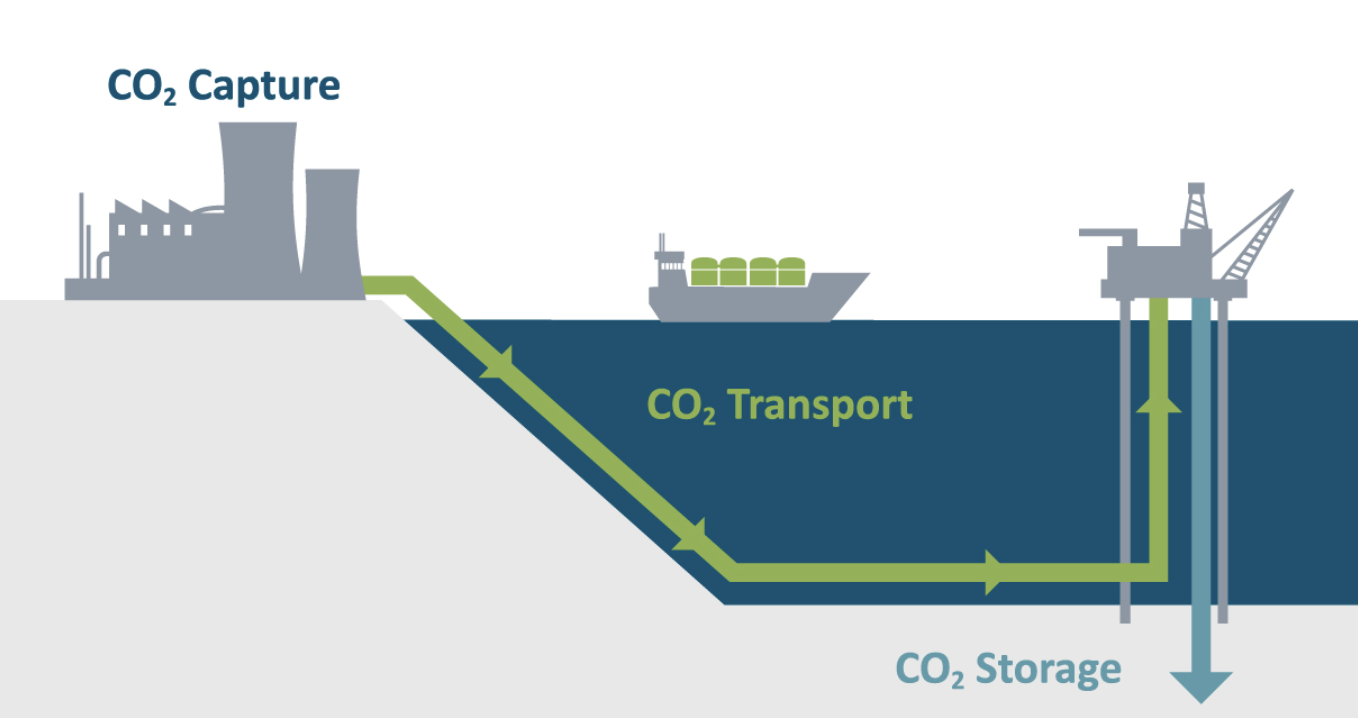 CO₂ Capture
CO₂ Transport
CO₂ Storage